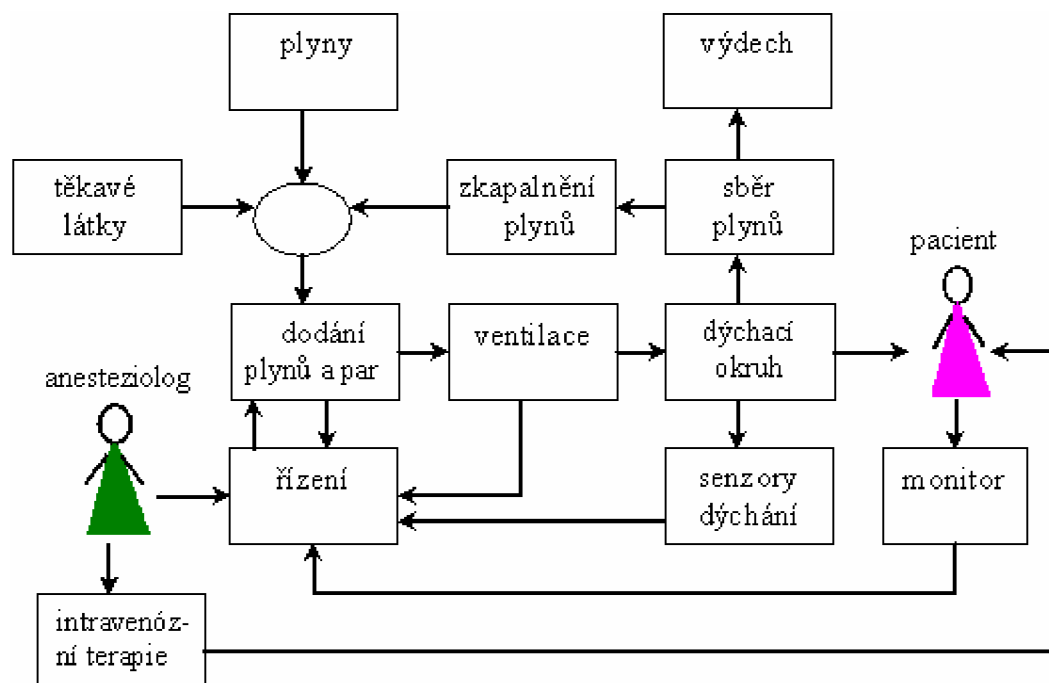 plyny
výdech
těkavé
látky
zkapalnění
plynů
sběr
plynů
pacient
dodání
plynů a par
ventilace
dýchací
okruh
anesteziolog
řízení
senzory
dýchání
monitor
intravenóz-
ní terapie